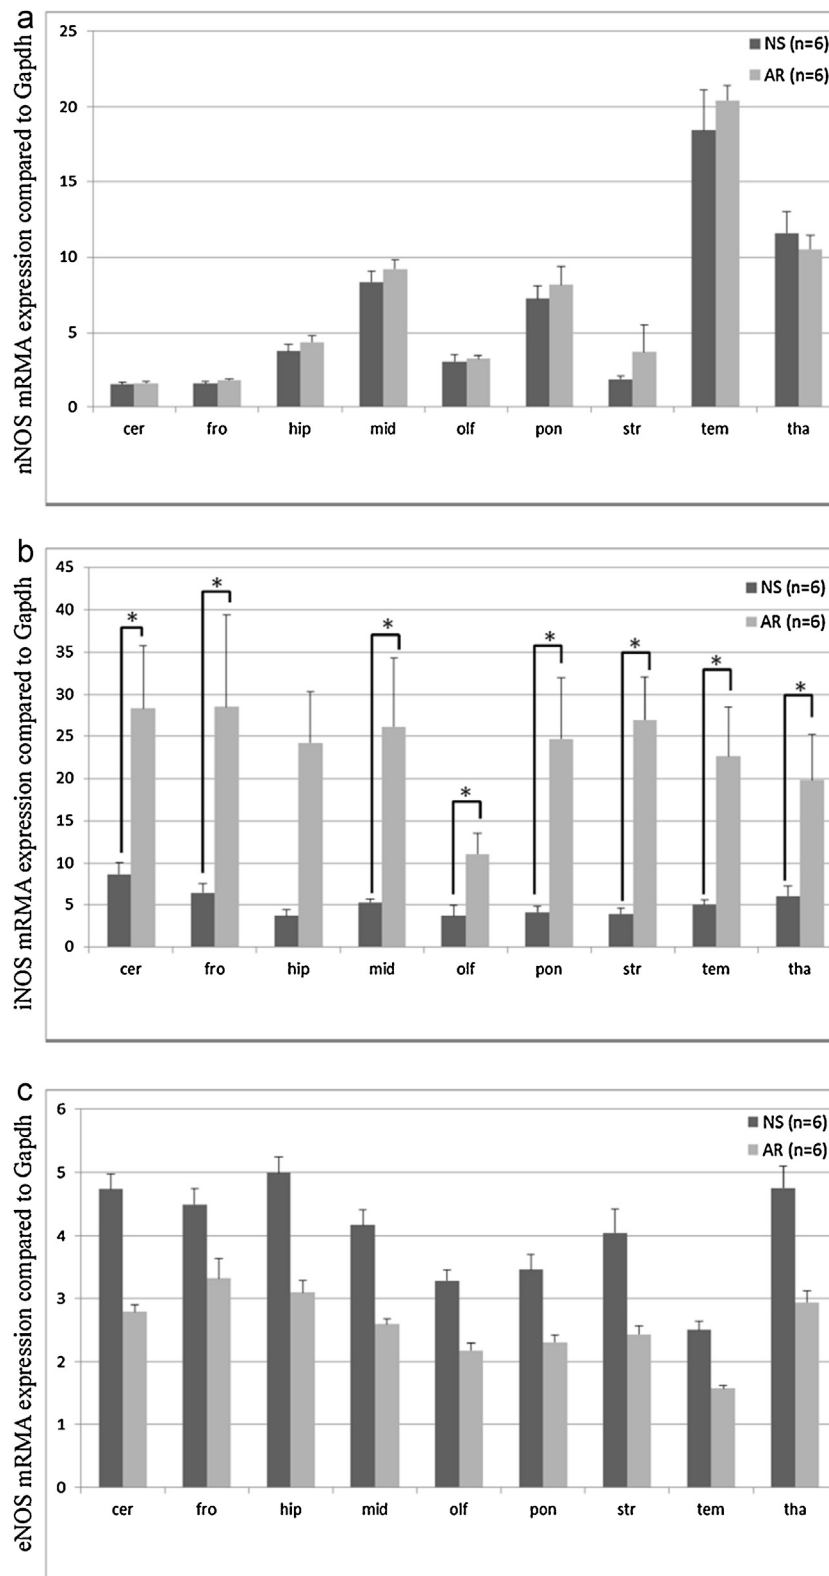 a
nNOS mRMA expression compared to Gapdh
25
20
15
10
5
0
NS (n=6)
AR (n=6)
cer fro hip mid olf pon str tem tha
b
iNOS mRMA expression compared to Gapdh
45
40
35
30
25
20
15
10
5
0
NS (n=6)
AR (n=6)
* * * * * * * *
cer fro hip mid olf pon str tem tha
c
eNOS mRMA expression compared to Gapdh
6
5
4
3
2
1
0
NS (n=6)
AR (n=6)
cer fro hip mid olf pon str tem tha